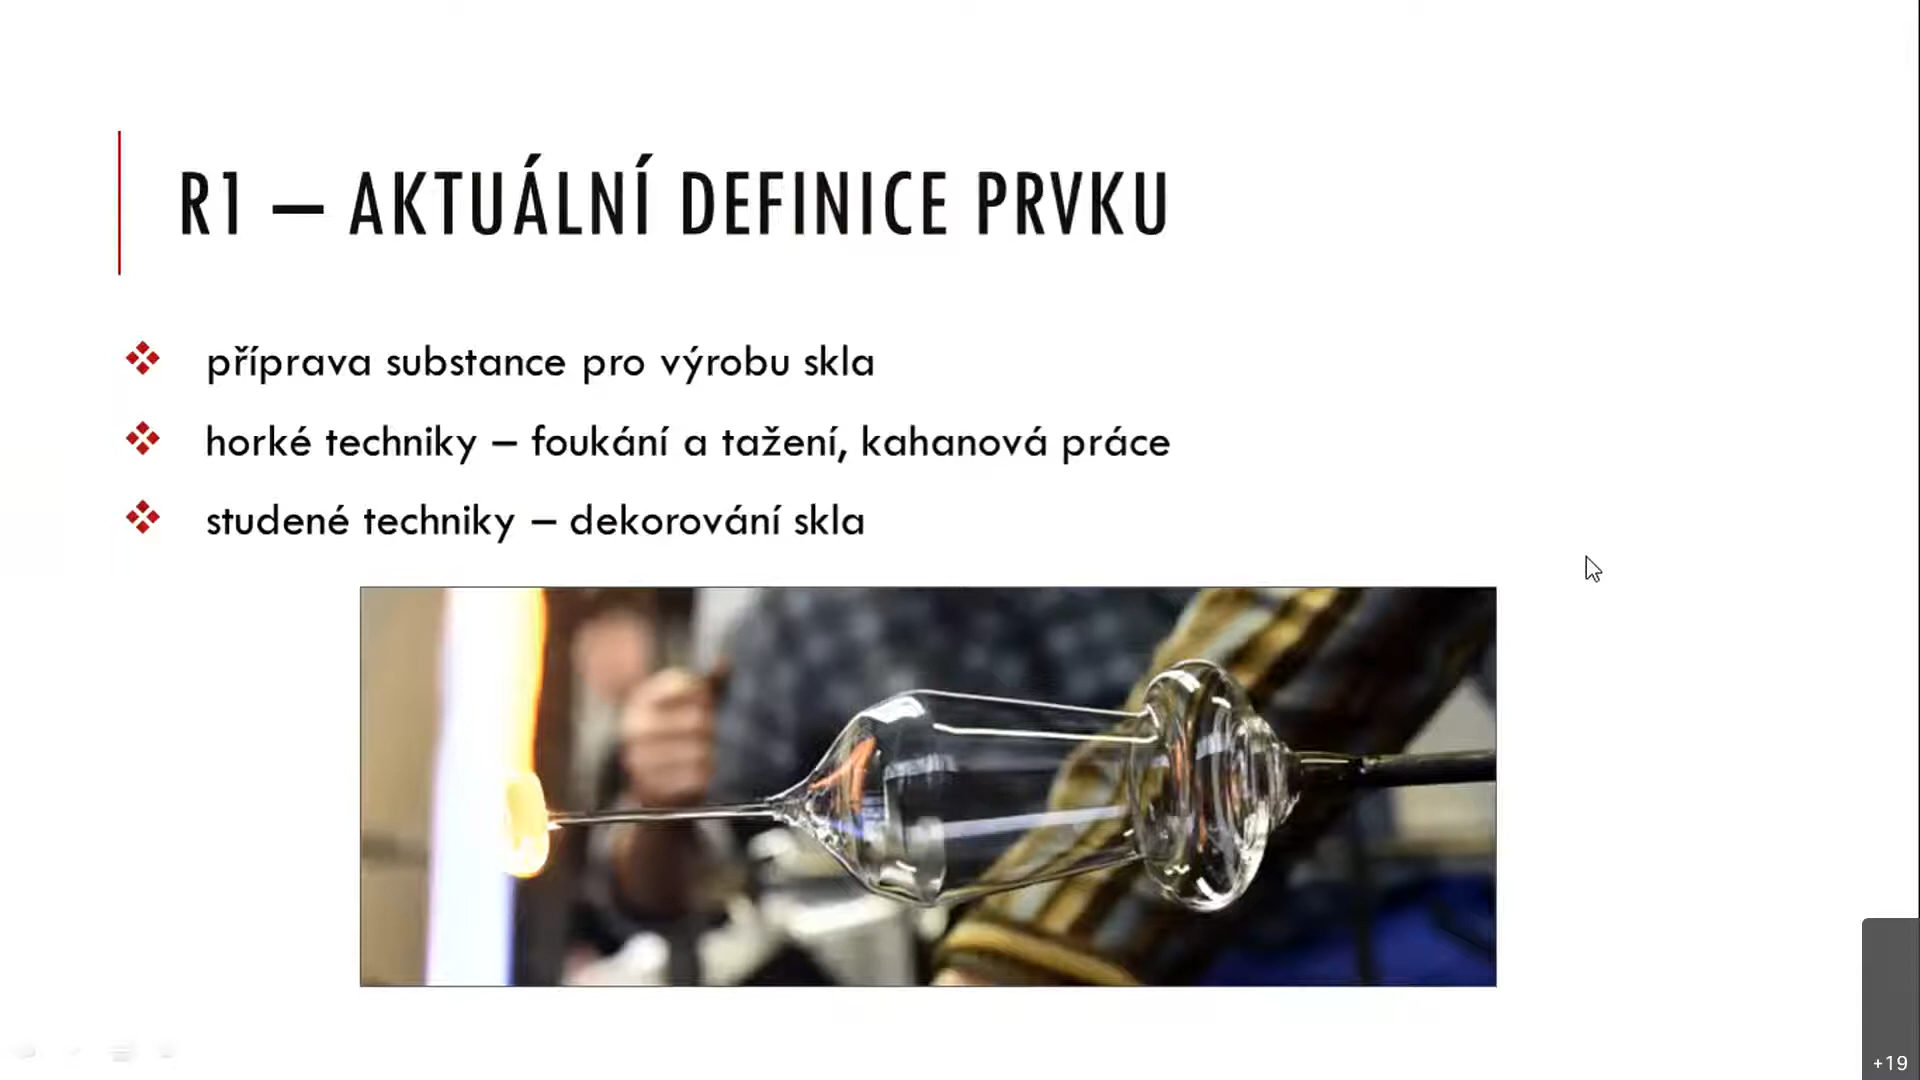 R1 – AKTUÁLNÍ DEFINICE PRVKU
příprava substance pro výrobu skla
horké techniky – foukání a tažení, kahanová práce
studené techniky – dekorování skla
+19